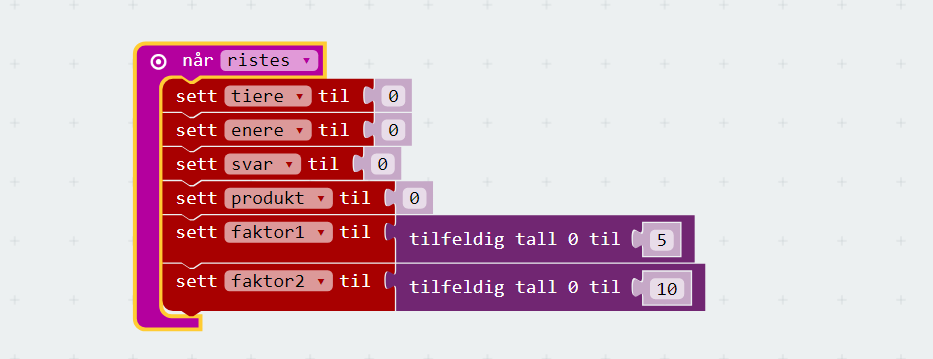 når ristes
sett tiere til 0
sett enere til 0
sett svar til 0
sett produkt til 0
sett faktor1 til tilfeldig tall 0 til 5
sett faktor2 til tilfeldig tall 0 til 10